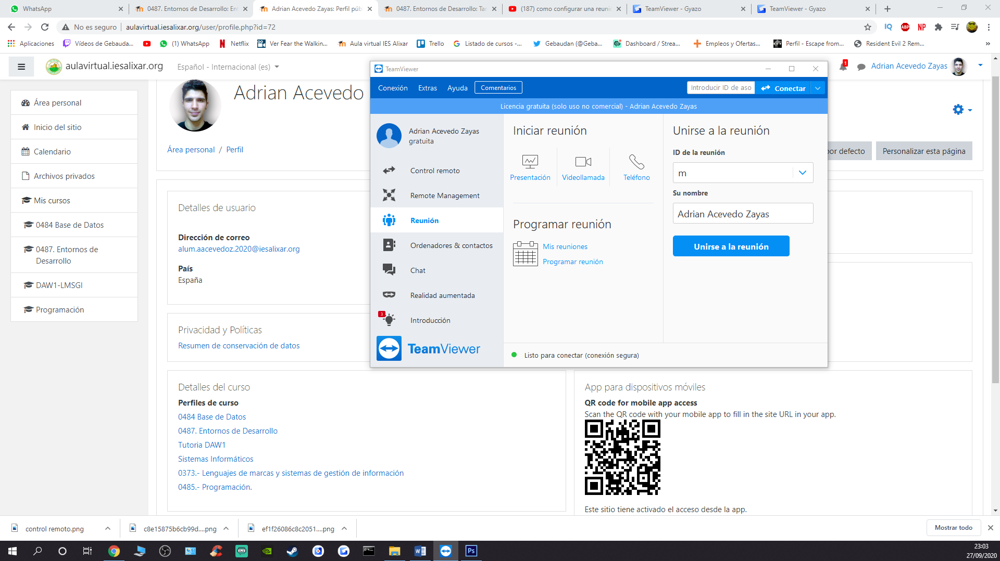 WhatsApp
0487. Entornos de Desarrollo: Ent
Adrian Acevedo Zayas: Perfil púb
0487. Entornos de Desarrollo: Tar
(187) como configurar una reunió
TeamViewer - Gyazo
TeamViewer - Gyazo
No es seguro
aulavirtual.iesalixar.org/user/profile.php?id=72
IQ
ABP
NP
Aplicaciones
Vídeos de Gebauda...
(1) WhatsApp
Netflix
Ver Fear the Walkin...
Aula virtual IES Alixar
Trello
Listado de cursos -...
Gebaudan (@Geba...
Dashboard / Strea...
Empleos y Ofertas...
Perfil - Escape from...
Resident Evil 2 Rem...
»
aulavirtual.iesalixar.org
Español - Internacional (es)
1
Adrian Acevedo Zayas
Área personal
Inicio del sitio
Calendario
Archivos privados
Mis cursos
0484 Base de Datos
0487. Entornos de
Desarrollo
DAW1-LMSGI
Programación
Adrian Acevedo
Área personal / Perfil
por defecto
Personalizar esta página
Detalles de usuario
Dirección de correo
alum.aacevedoz.2020@iesalixar.org
País
España
Privacidad y Políticas
Resumen de conservación de datos
Detalles del curso
Perfiles de curso
0484 Base de Datos
0487. Entornos de Desarrollo
Tutoria DAW1
Sistemas Informáticos
0373.- Lenguajes de marcas y sistemas de gestión de información
0485.- Programación.
App para dispositivos móviles
QR code for mobile app access
Scan the QR code with your mobile app to fill in the site URL in your app.
Este sitio tiene activado el acceso desde la app.
TeamViewer
Conexión
Extras
Ayuda
Comentarios
Introducir ID de aso
Conectar
Licencia gratuita (solo uso no comercial) - Adrian Acevedo Zayas
Adrian Acevedo Zayas
gratuita
Control remoto
Remote Management
Reunión
Ordenadores & contactos
Chat
Realidad aumentada
3
Introducción
TeamViewer
Iniciar reunión
Presentación
Videollamada
Teléfono
Programar reunión
Mis reuniones
Programar reunión
Unirse a la reunión
ID de la reunión
m
Su nombre
Adrian Acevedo Zayas
Unirse a la reunión
Listo para conectar (conexión segura)
control remoto.png
c8e15875b6cb99d....png
ef1f26086c8c2051....png
Mostrar todo
Ps
23:03
27/09/2020